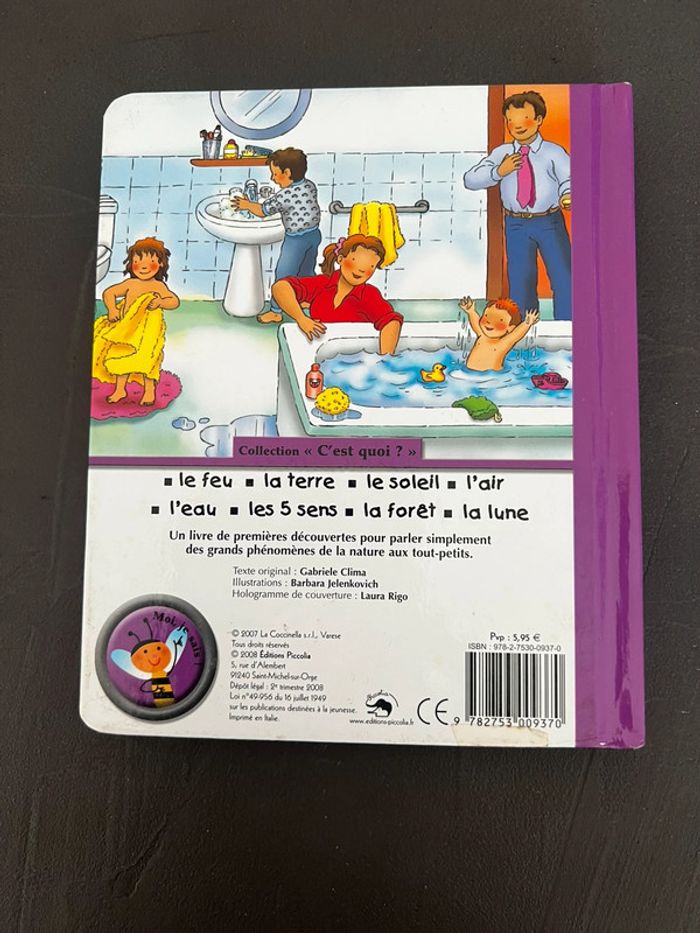 Collection « C'est quoi ? »
▪ le feu ▪ la terre ▪ le soleil ▪ l'air
▪ l'eau ▪ les 5 sens ▪ la forêt ▪ la lune
Un livre de premières découvertes pour parler simplement
des grands phénomènes de la nature aux tout-petits.
Texte original : Gabriele Clima
Illustrations : Barbara Jelenkovich
Hologramme de couverture : Laura Rigo
Moi, je sais !
© 2007 La Coccinella s.r.l., Varese
Tous droits réservés
© 2008 Éditions Piccolia
5, rue d'Alembert
91240 Saint-Michel-sur-Orge
Dépôt légal : 2e trimestre 2008
Loi n°49-956 du 16 juillet 1949
sur les publications destinées à la jeunesse.
Imprimé en Italie.
Piccolia
www.editions-piccolia.fr
CE
Pvp : 5,95 €
ISBN : 978-2-7530-0937-0
9 782753 009370